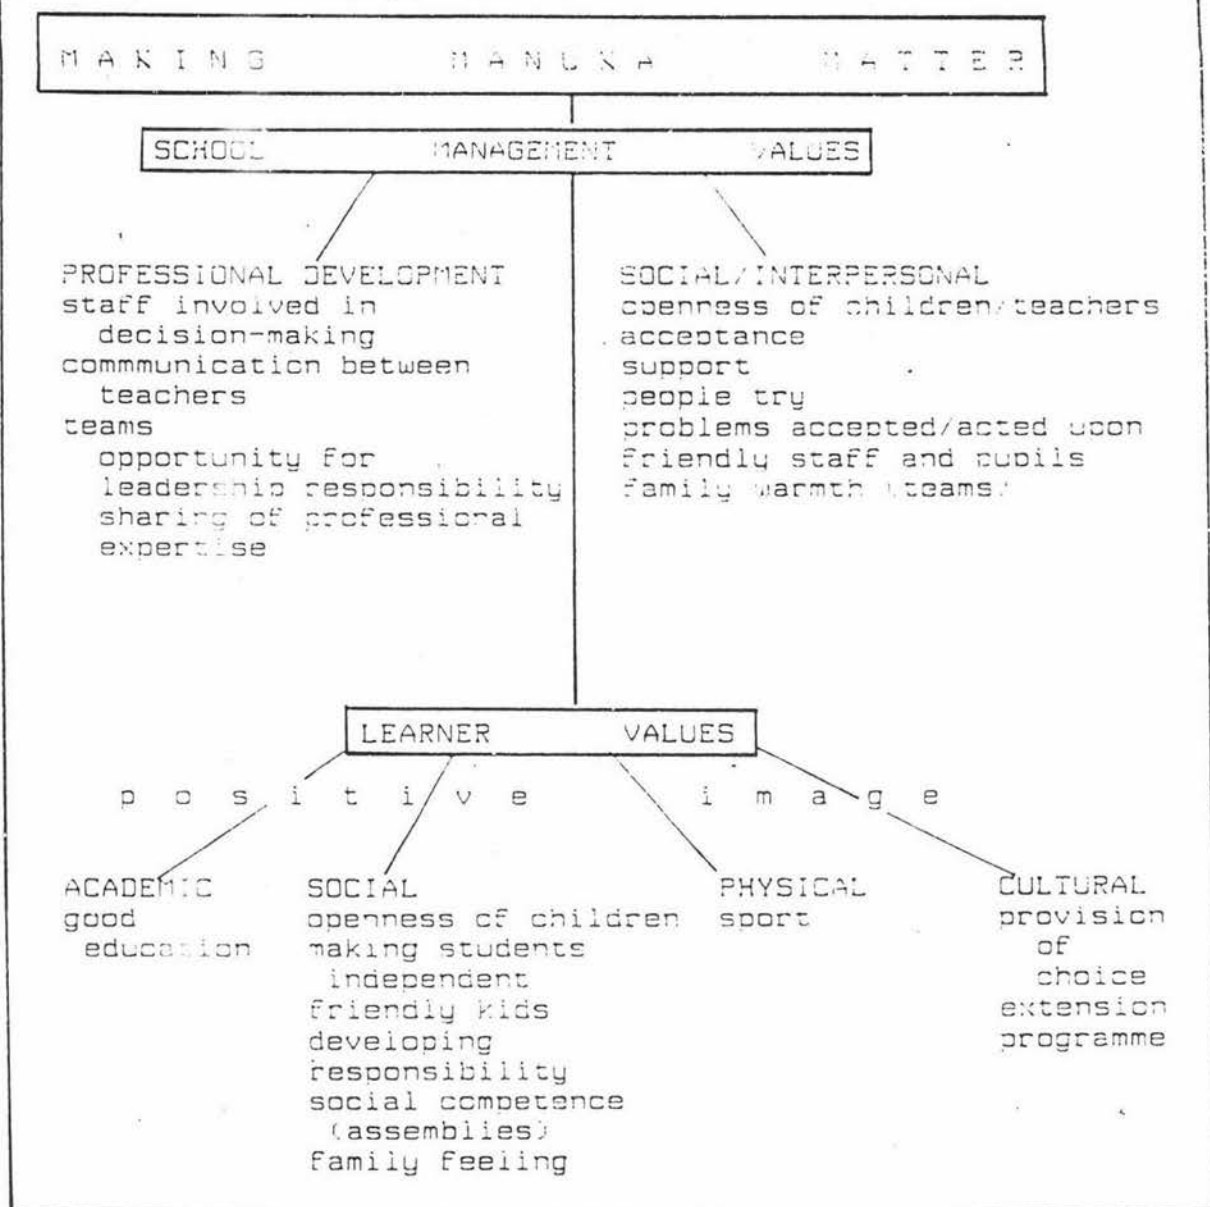 MAKING MANUKA MATTER
SCHOOL MANAGEMENT VALUES
PROFESSIONAL DEVELOPMENT
staff involved in
decision-making
commmunication between
teachers
teams
opportunity for
leadership responsibility
sharing of professional
expertise
SOCIAL/INTERPERSONAL
openness of children/teachers
acceptance
support
people try
problems accepted/acted upon
friendly staff and pupils
family warmth (teams)
LEARNER VALUES
positive image
ACADEMIC
good
education
SOCIAL
openness of children
making students
independent
friendly kids
developing
responsibility
social competence
(assemblies)
family feeling
PHYSICAL
sport
CULTURAL
provision
of
choice
extension
programme